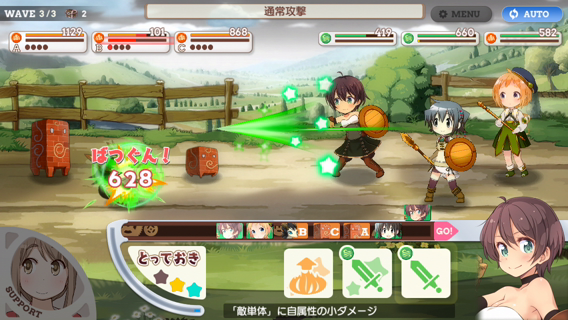 WAVE 3/3 2
通常攻撃
MENU
AUTO
1129
101
868
419
660
582
A
B
C
ばつぐん!
628
B
C
A
GO!
とっておき
SUPPORT
「敵単体」に自属性の小ダメージ